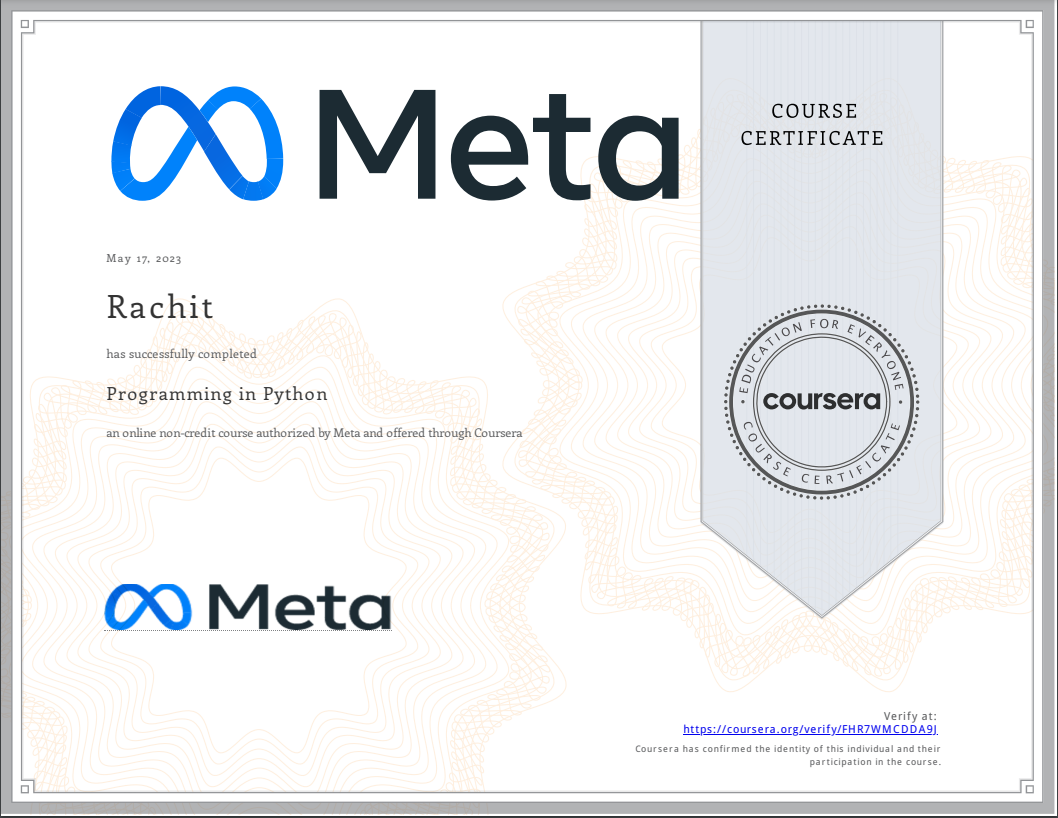 Meta
COURSE
CERTIFICATE
May 17, 2023
Rachit
has successfully completed
Programming in Python
an online non-credit course authorized by Meta and offered through Coursera
EDUCATION FOR EVERYONE
coursera
COURSE CERTIFICATE
Meta
Verify at:
https://coursera.org/verify/FHR7WMCDDA9J
Coursera has confirmed the identity of this individual and their
participation in the course.